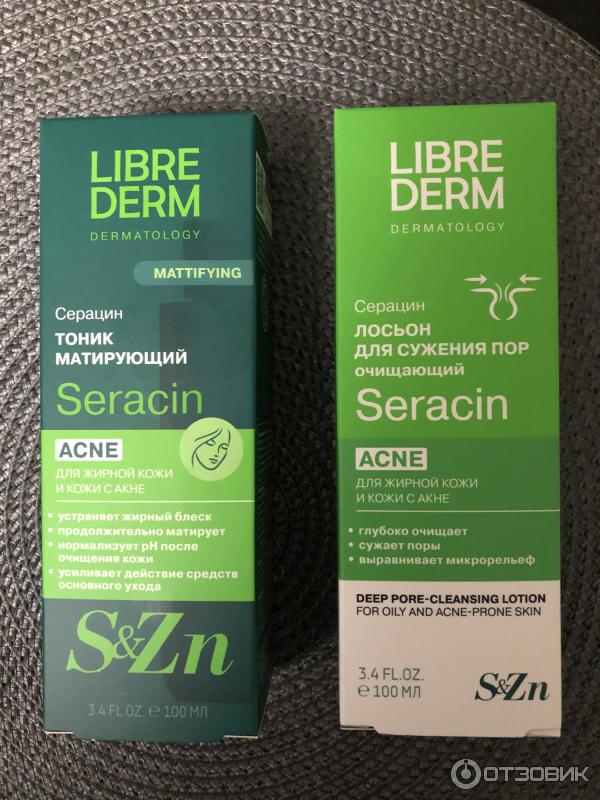 LIBRE
DERM
DERMATOLOGY
MATTIFYING
Серацин
ТОНИК
МАТИРУЮЩИЙ
Seracin
ACNE
ДЛЯ ЖИРНОЙ КОЖИ
И КОЖИ С АКНЕ
• устраняет жирный блеск
• продолжительно матирует
• нормализует pH после
очищения кожи
• усиливает действие средств
основного ухода
S&Zn
3.4 FL.OZ. ℮ 100 МЛ
LIBRE
DERM
DERMATOLOGY
Серацин
ЛОСЬОН
ДЛЯ СУЖЕНИЯ ПОР
очищающий
Seracin
ACNE
ДЛЯ ЖИРНОЙ КОЖИ
И КОЖИ С АКНЕ
• глубоко очищает
• сужает поры
• выравнивает микрорельеф
DEEP PORE-CLEANSING LOTION
FOR OILY AND ACNE-PRONE SKIN
3.4 FL.OZ.
℮ 100 МЛ
S&Zn
ОТЗОВИК